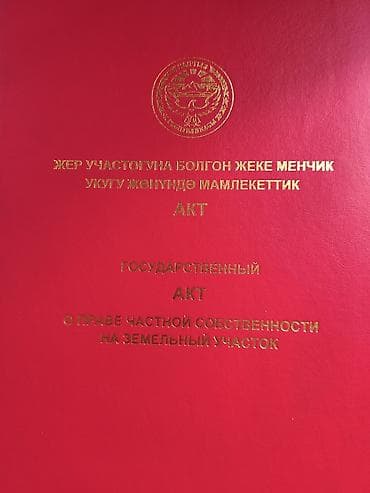 ЖЕР УЧАСТОГУНА БОЛГОН ЖЕКЕ МЕНЧИК
УКУГУ ЖӨНҮНДӨ МАМЛЕКЕТТИК
АКТ
ГОСУДАРСТВЕННЫЙ
АКТ
О ПРАВЕ ЧАСТНОЙ СОБСТВЕННОСТИ
НА ЗЕМЕЛЬНЫЙ УЧАСТОК